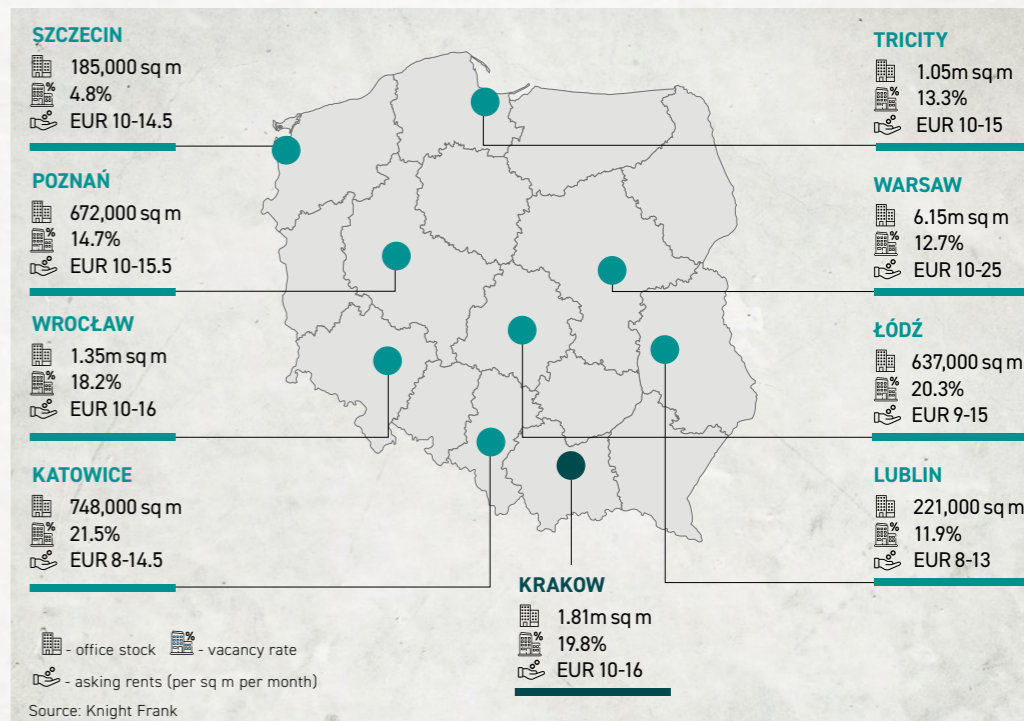 SZCZECIN
185,000 sq m
4.8%
EUR 10-14.5
POZNAŃ
672,000 sq m
14.7%
EUR 10-15.5
WROCŁAW
1.35m sq m
18.2%
EUR 10-16
KATOWICE
748,000 sq m
21.5%
EUR 8-14.5
TRICITY
1.05m sq m
13.3%
EUR 10-15
WARSAW
6.15m sq m
12.7%
EUR 10-25
ŁÓDŹ
637,000 sq m
20.3%
EUR 9-15
LUBLIN
221,000 sq m
11.9%
EUR 8-13
KRAKOW
1.81m sq m
19.8%
EUR 10-16
% - office stock % - vacancy rate
- asking rents (per sq m per month)
Source: Knight Frank